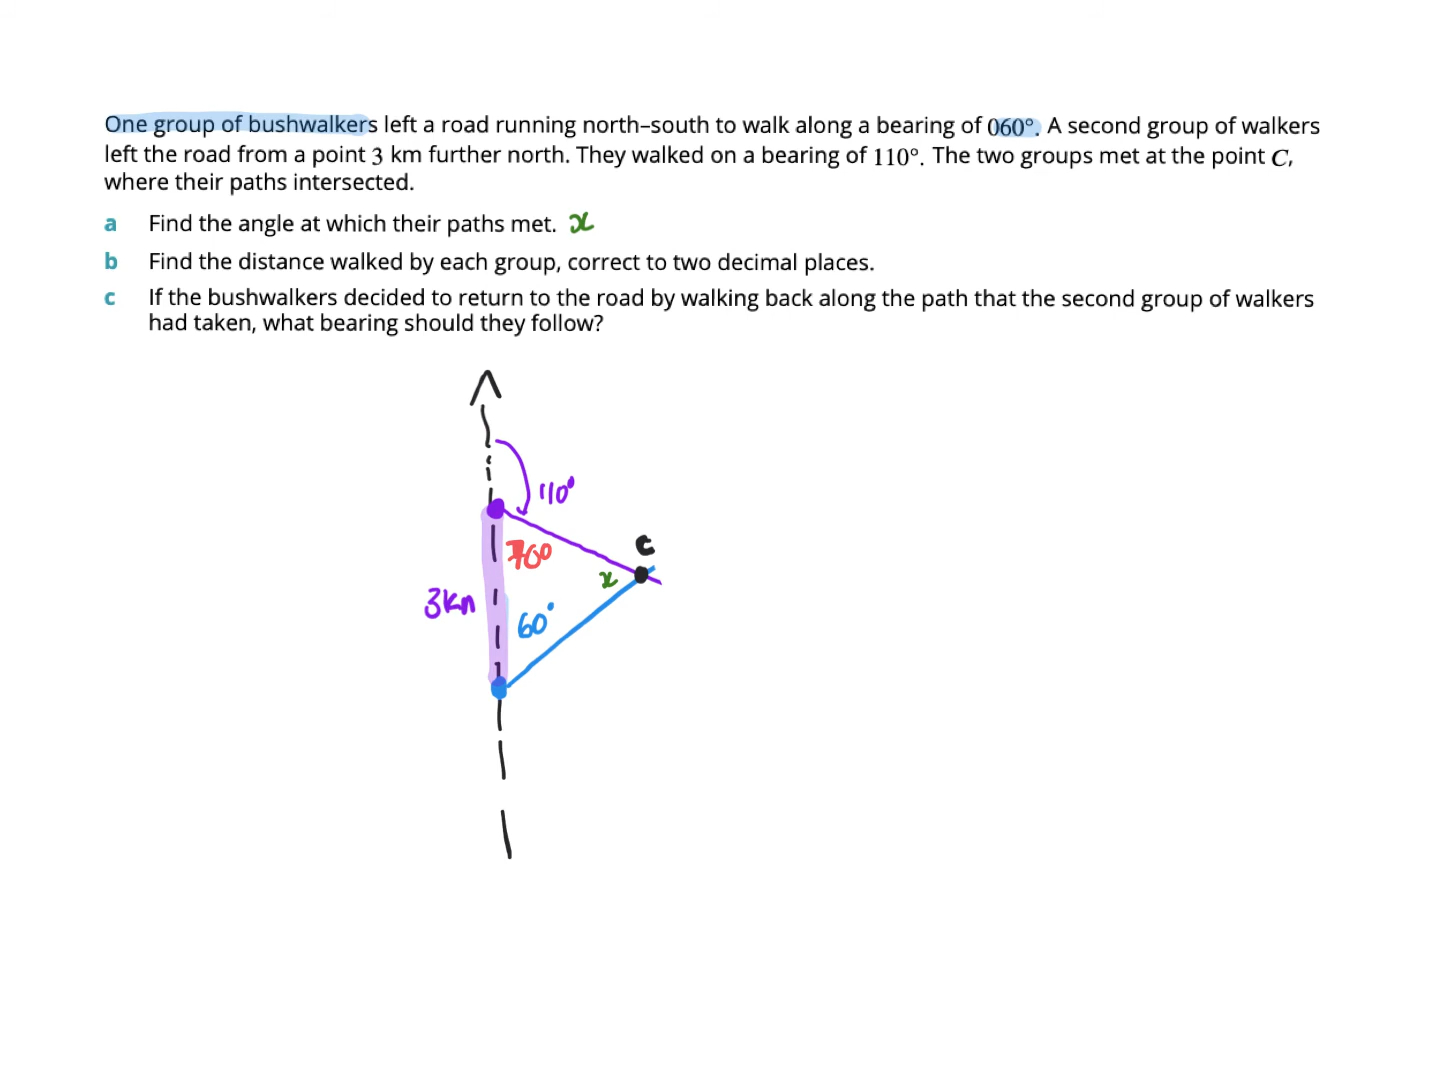 One group of bushwalkers left a road running north–south to walk along a bearing of 060°. A second group of walkers
left the road from a point 3 km further north. They walked on a bearing of 110°. The two groups met at the point C,
where their paths intersected.
a Find the angle at which their paths met. x
b Find the distance walked by each group, correct to two decimal places.
c If the bushwalkers decided to return to the road by walking back along the path that the second group of walkers
had taken, what bearing should they follow?
110°
C
70°
x
3km
60°